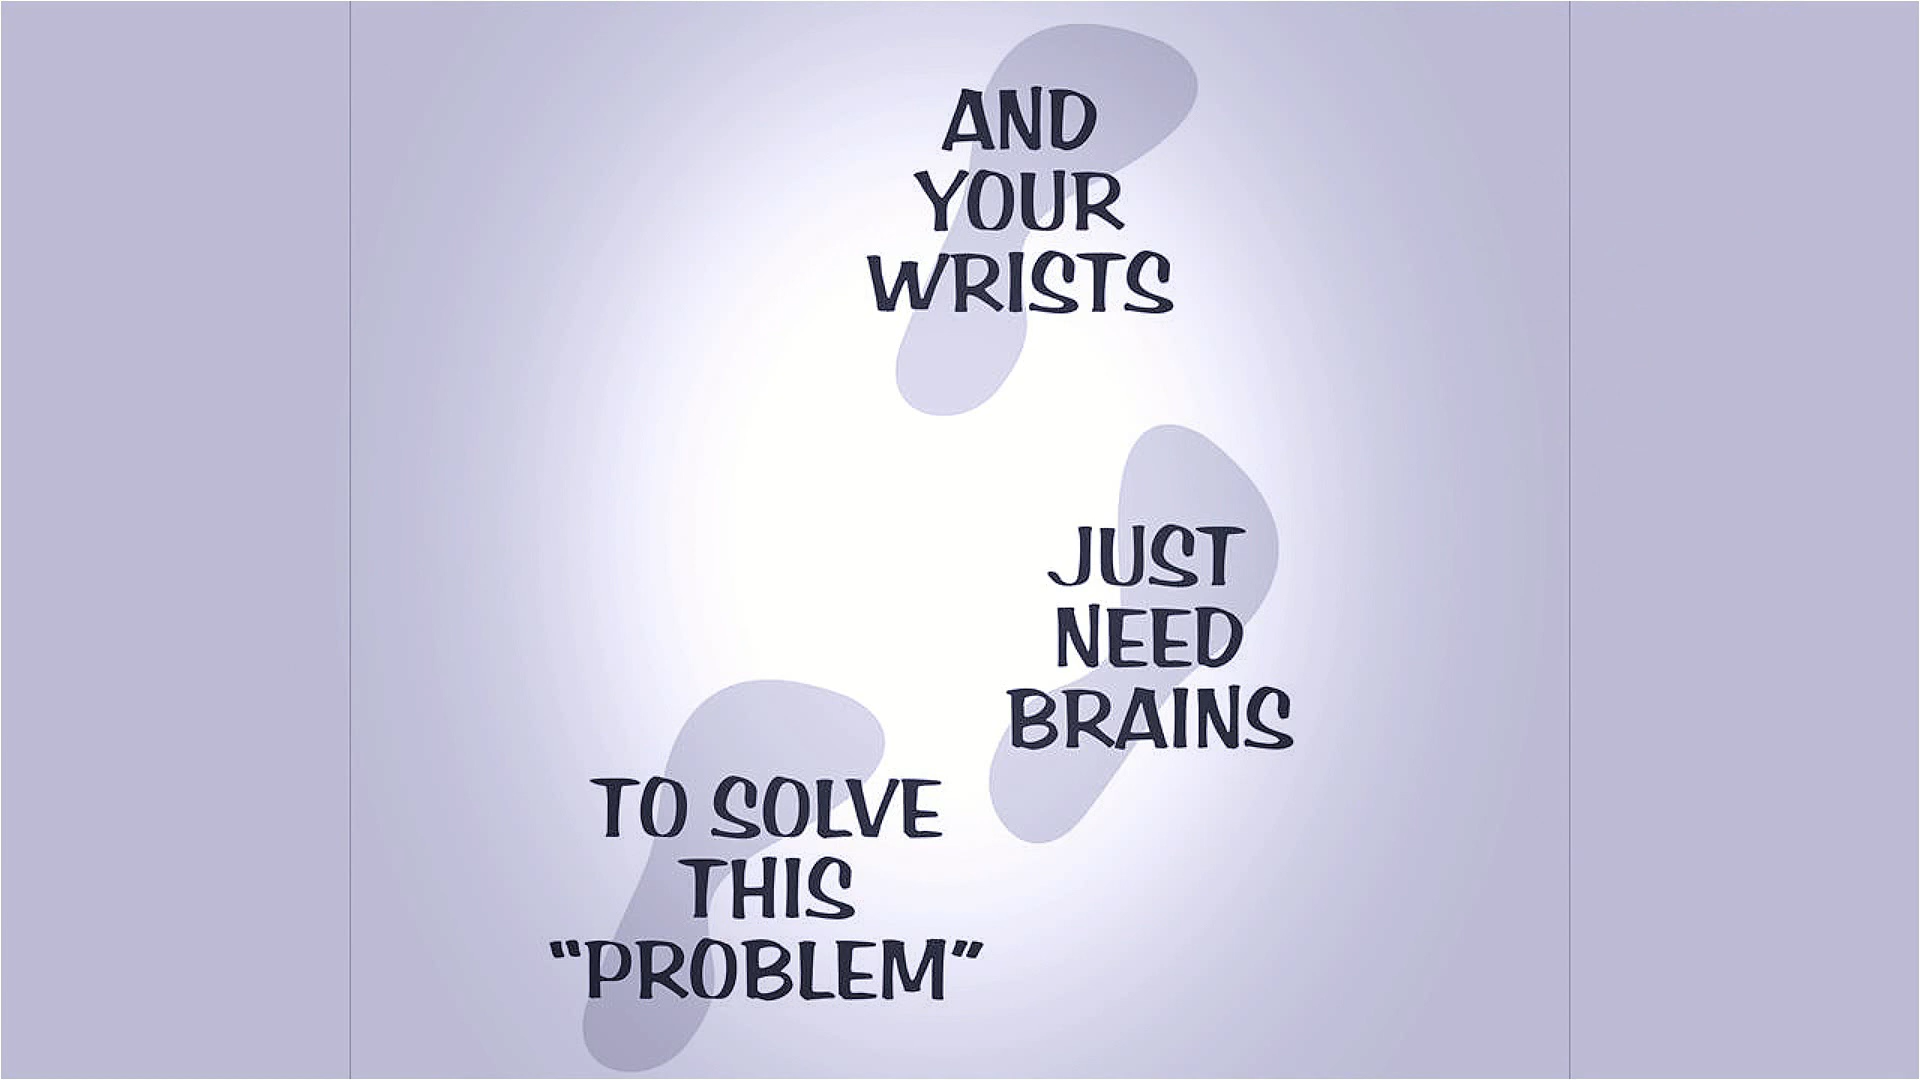 AND
YOUR
WRISTS
JUST
NEED
BRAINS
TO SOLVE
THIS
“PROBLEM”